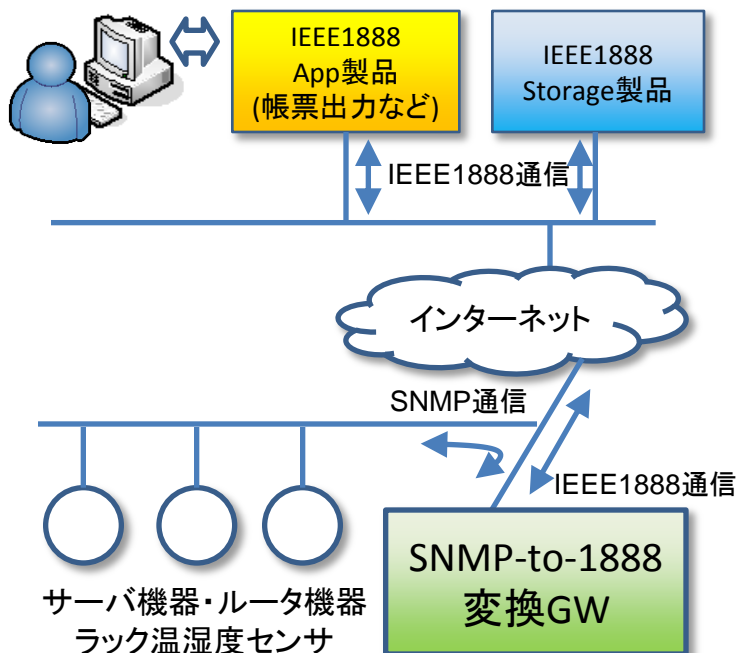 IEEE1888
App製品
(帳票出力など)
IEEE1888
Storage製品
IEEE1888通信
インターネット
SNMP通信
IEEE1888通信
サーバ機器・ルータ機器
ラック温湿度センサ
SNMP-to-1888
変換GW